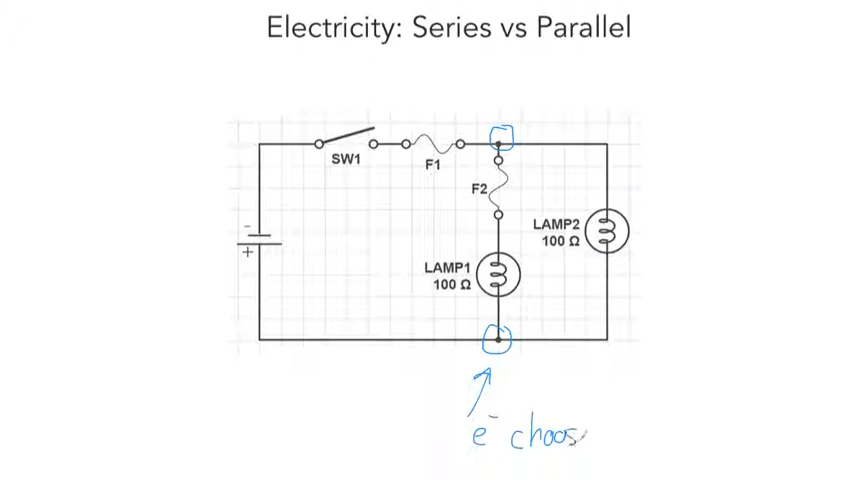 Electricity: Series vs Parallel
SW1
F1
F2
LAMP2
100 Ω
LAMP1
100 Ω
-
+
e⁻ choos